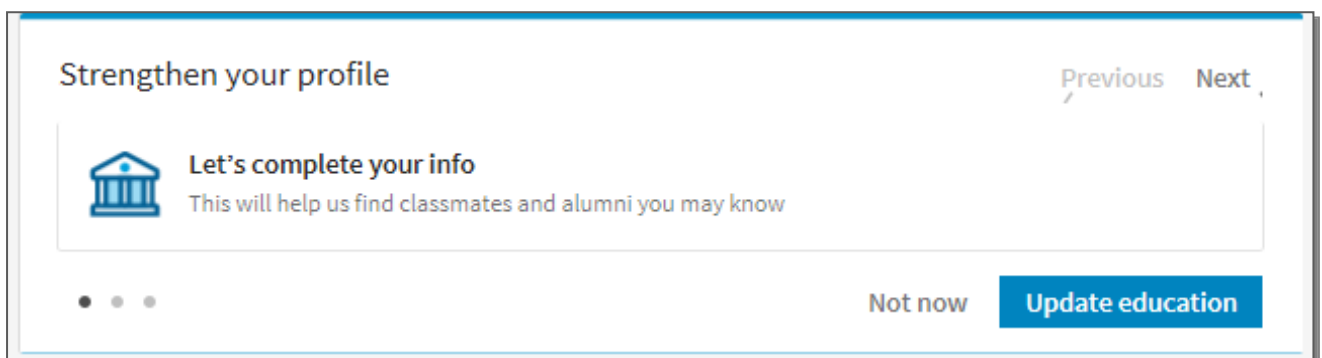 Strengthen your profile
Previous Next
Let's complete your info
This will help us find classmates and alumni you may know
Not now Update education